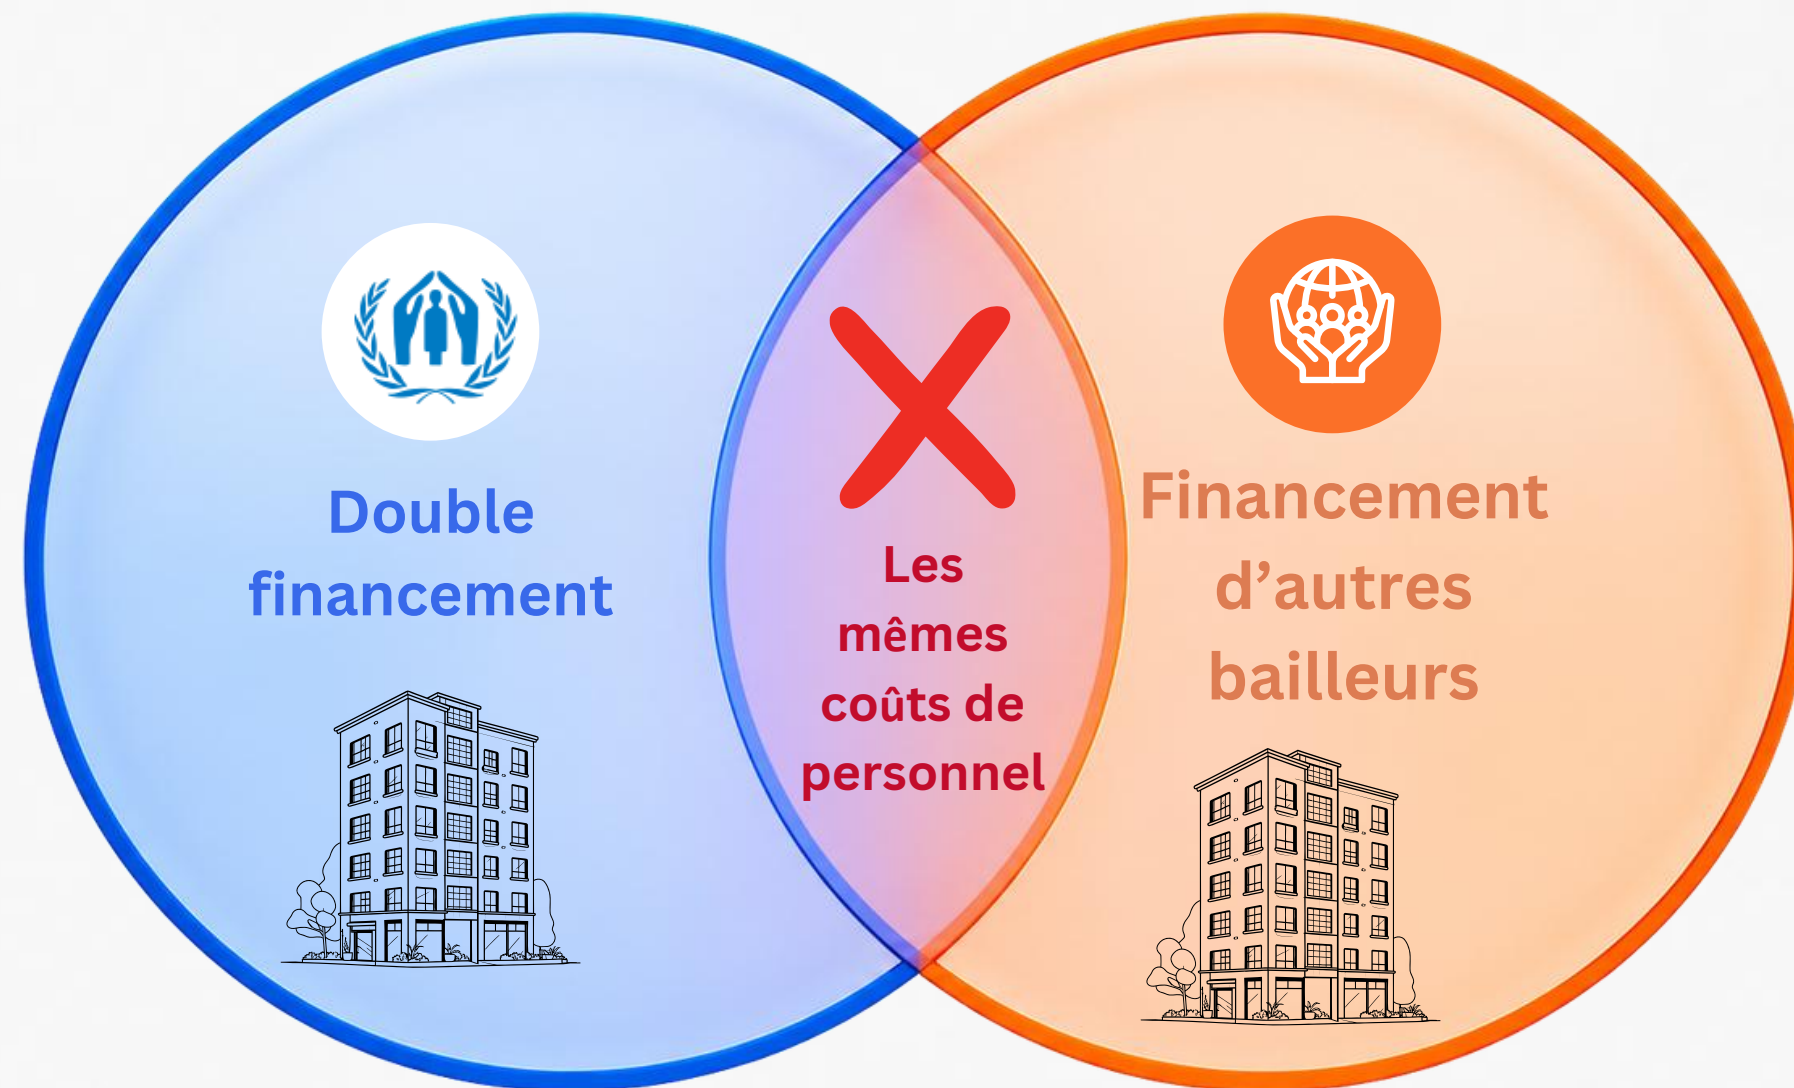 Double
financement
Les
mêmes
coûts de
personnel
Financement
d’autres
bailleurs